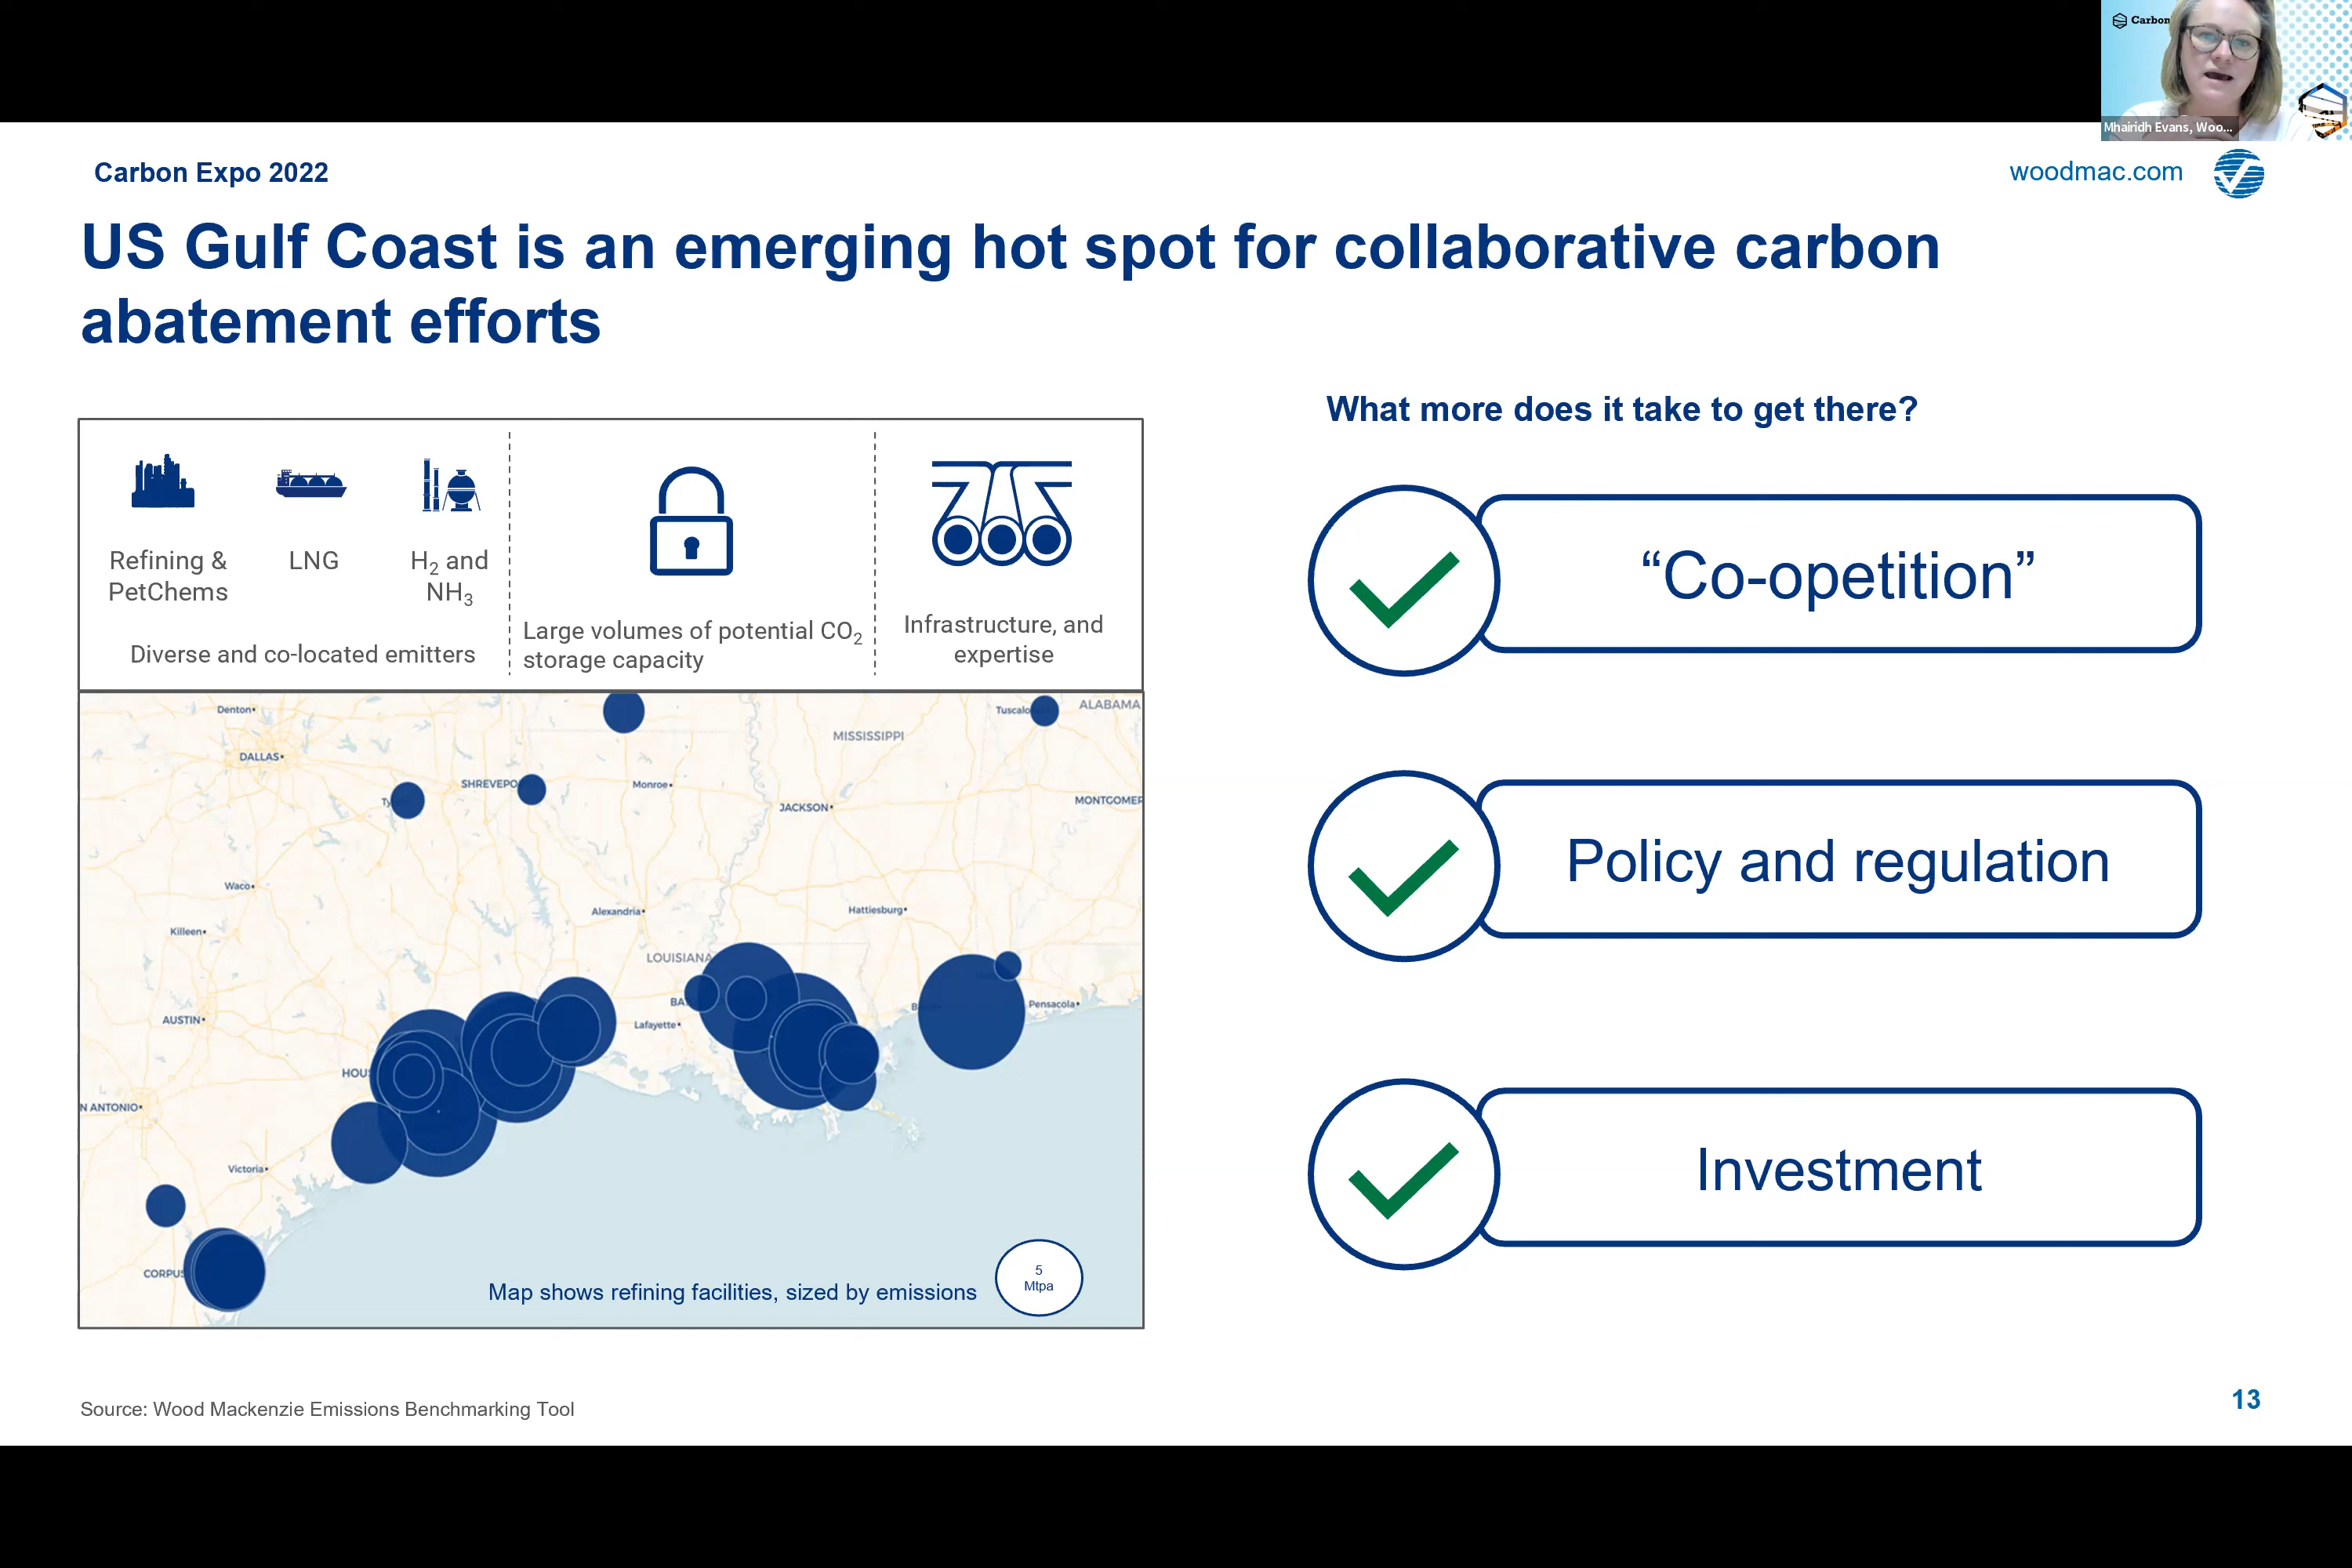 Carbon
Mhairidh Evans, Woo...
Carbon Expo 2022
woodmac.com
US Gulf Coast is an emerging hot spot for collaborative carbon
abatement efforts
Refining &
PetChems
LNG
H₂ and
NH₃
Diverse and co-located emitters
Large volumes of potential CO₂
storage capacity
Infrastructure, and
expertise
Denton
DALLAS
Ty
SHREVEPO
Monroe
MISSISSIPPI
JACKSON
Tuscalo
ALABAMA
MONTGOMER
Waco
Killeen
Alexandria
Hattiesburg
LOUISIANA
BA
Lafayette
AUSTIN
HOUS
N ANTONIO
Victoria
CORPUS
B
Pensacola
Map shows refining facilities, sized by emissions
5
Mtpa
What more does it take to get there?
“Co-opetition”
Policy and regulation
Investment
Source: Wood Mackenzie Emissions Benchmarking Tool
13